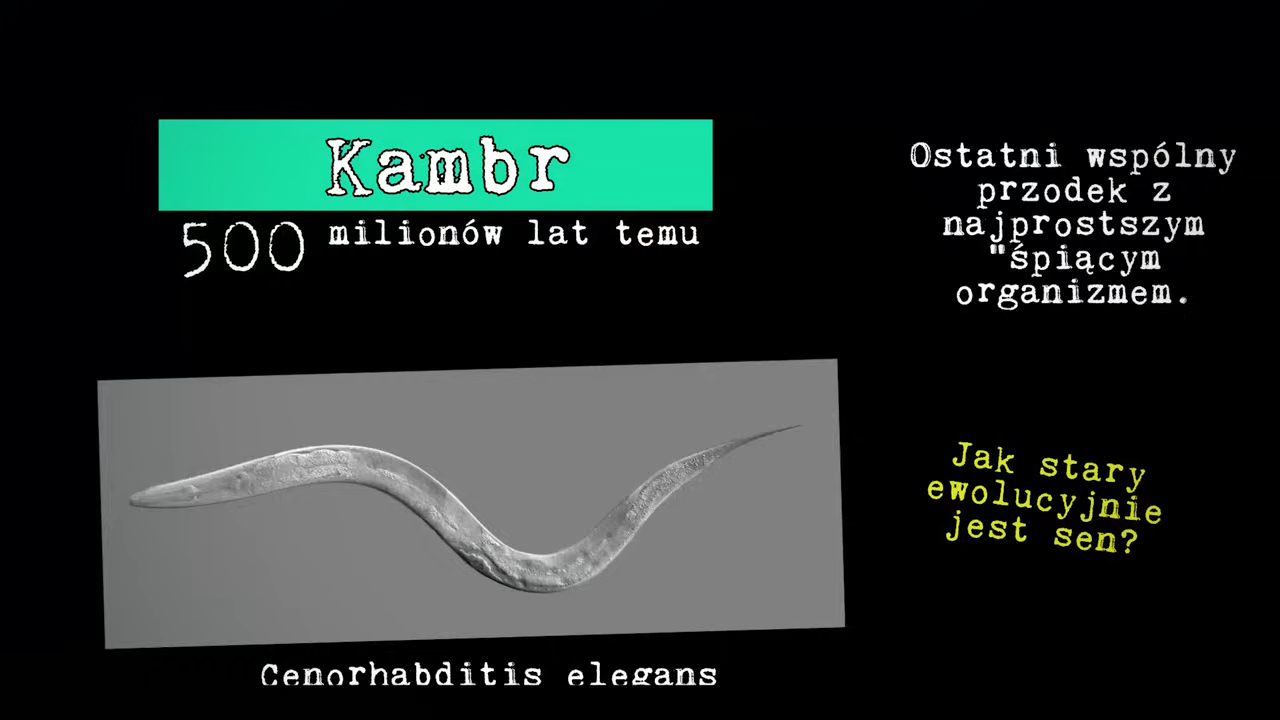 Kambr
500 milionów lat temu
Ostatni wspólny
przodek z
najprostszym
"śpiącym
organizmem.
Jak stary
ewolucyjnie
jest sen?
Cenorhabditis elegans